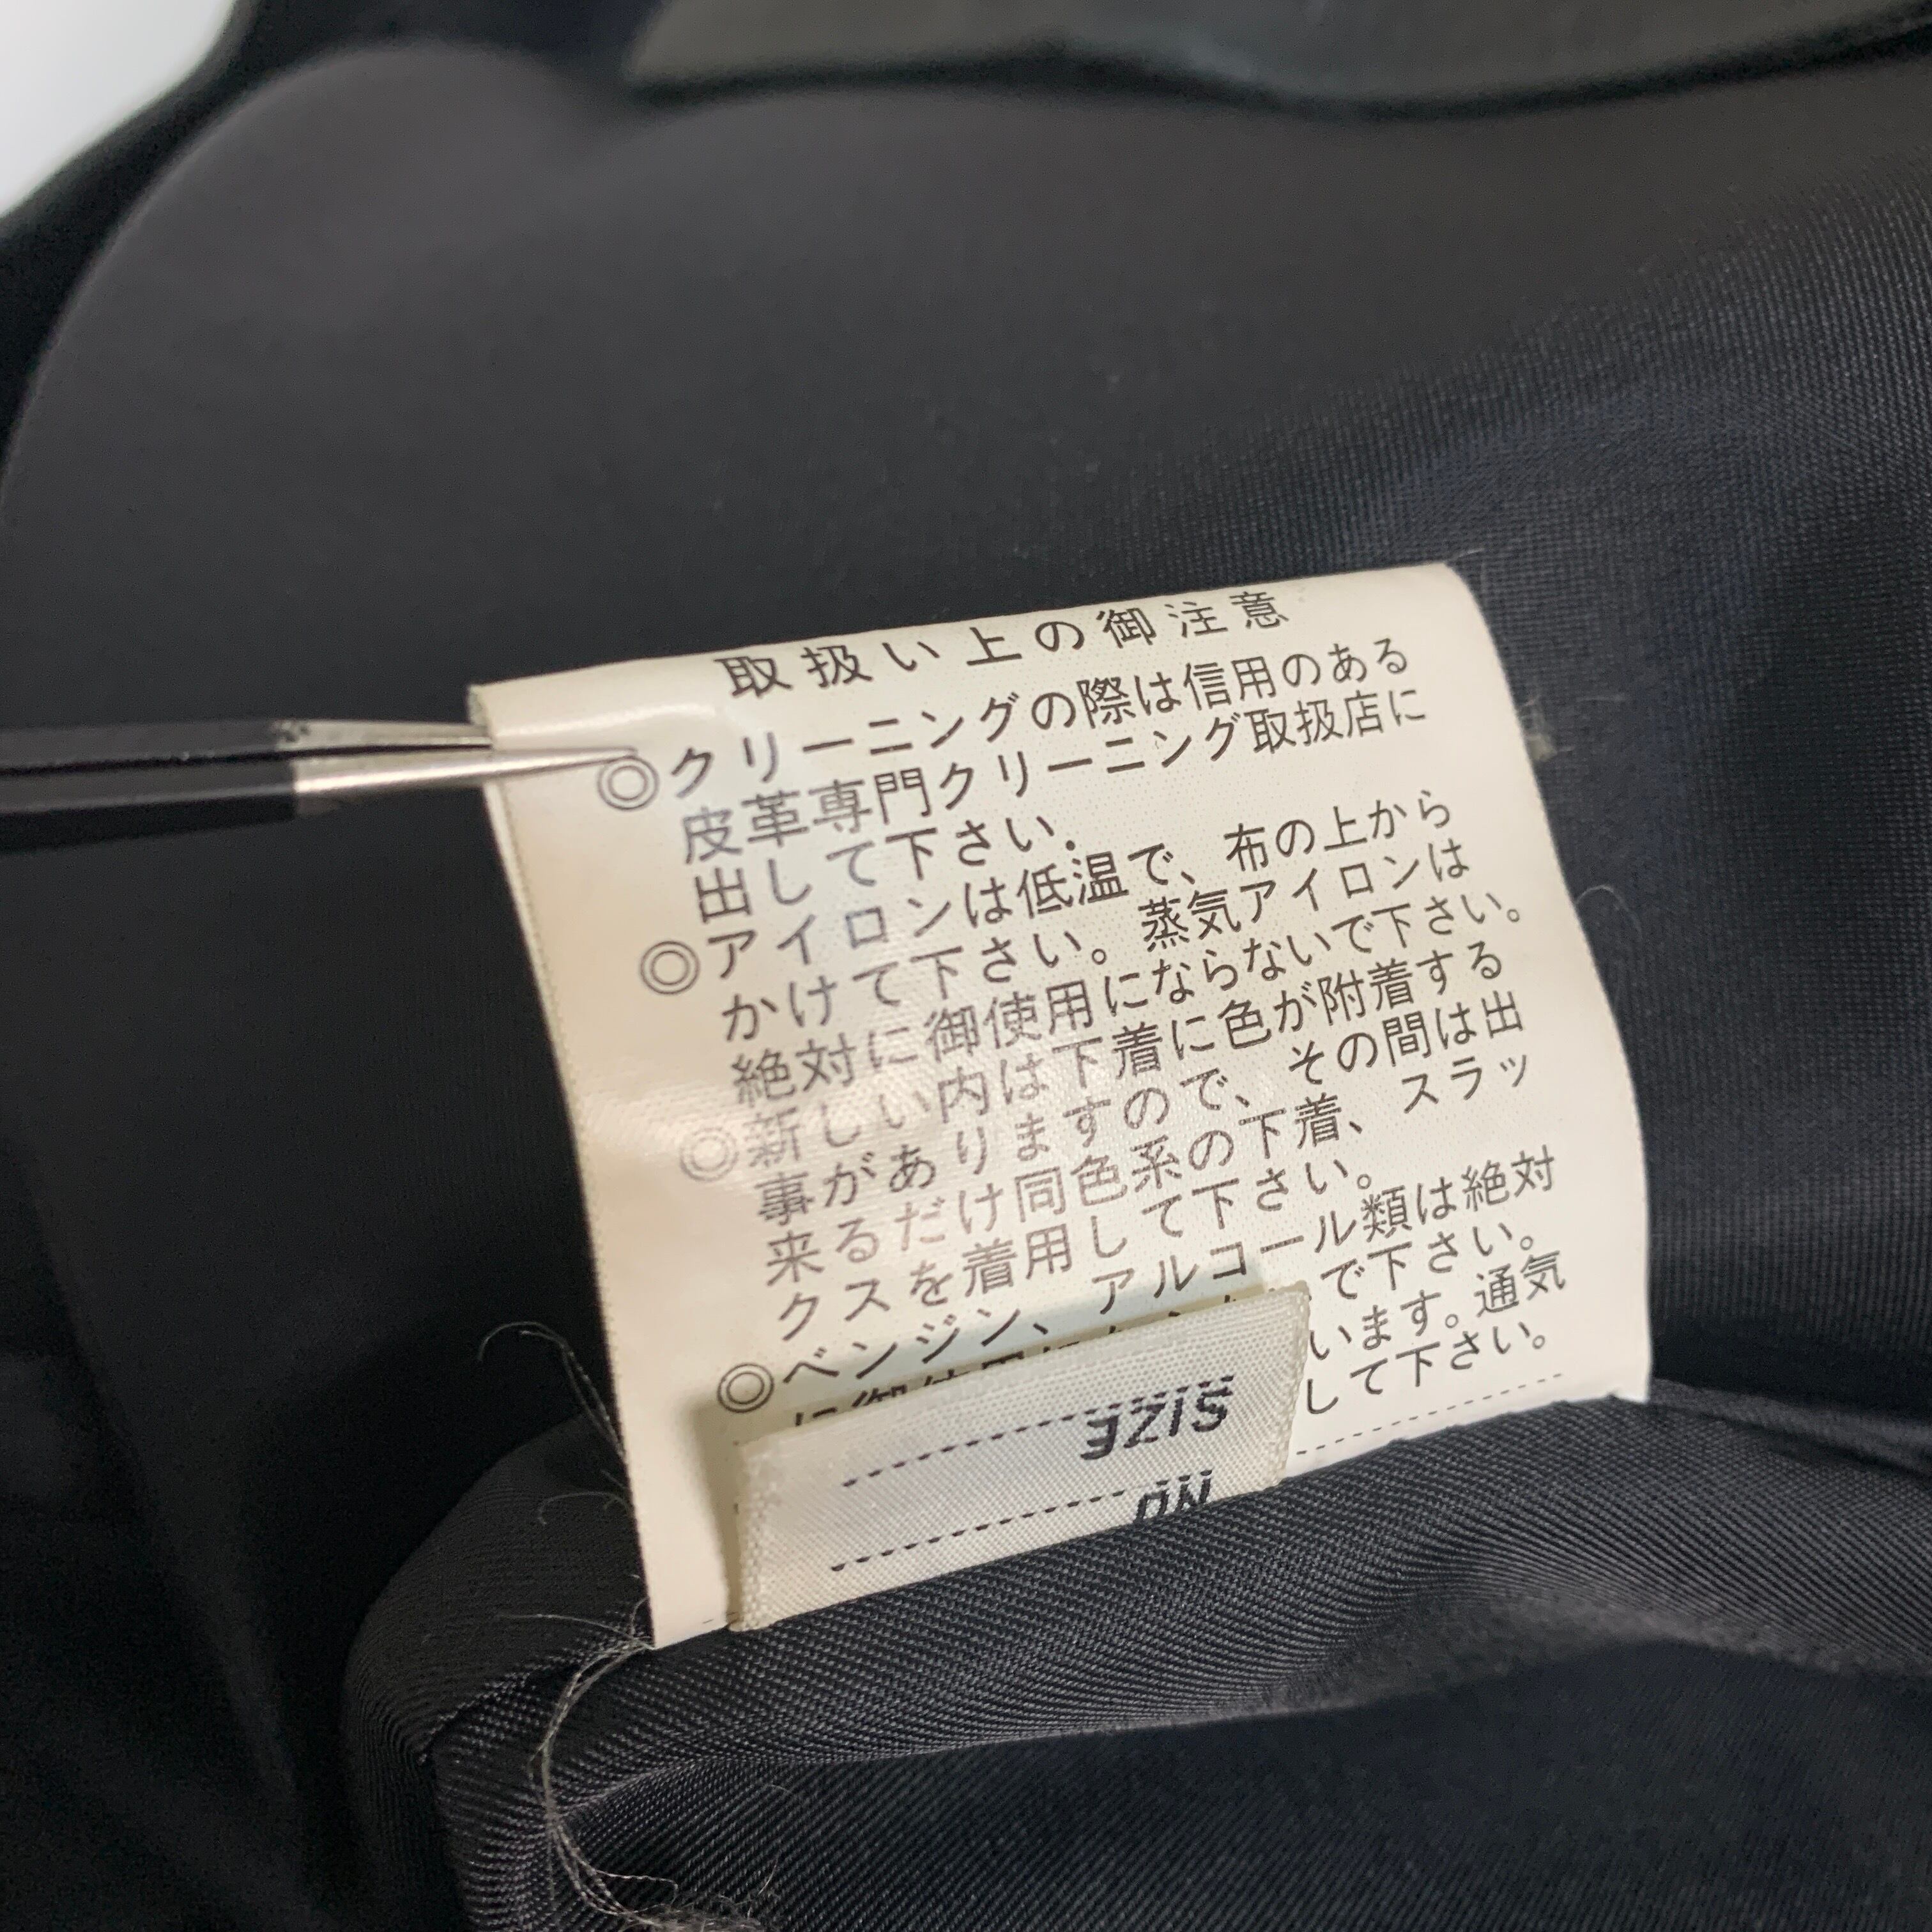 取扱い上の御注意
◎クリーニングの際は信用のある
皮革専門クリーニング取扱店に
出して下さい.
◎アイロンは低温で、布の上から
かけて下さい。蒸気アイロンは
絶対に御使用にならないで下さい。
◎新しい内は下着に色が附着する
事がありますので、その間は出
来るだけ同色系の下着、スラッ
クスを着用して下さい。
◎ベンジン、アルコール類は絶対
で下さい。
います。通気
して下さい。
SIZE
NO